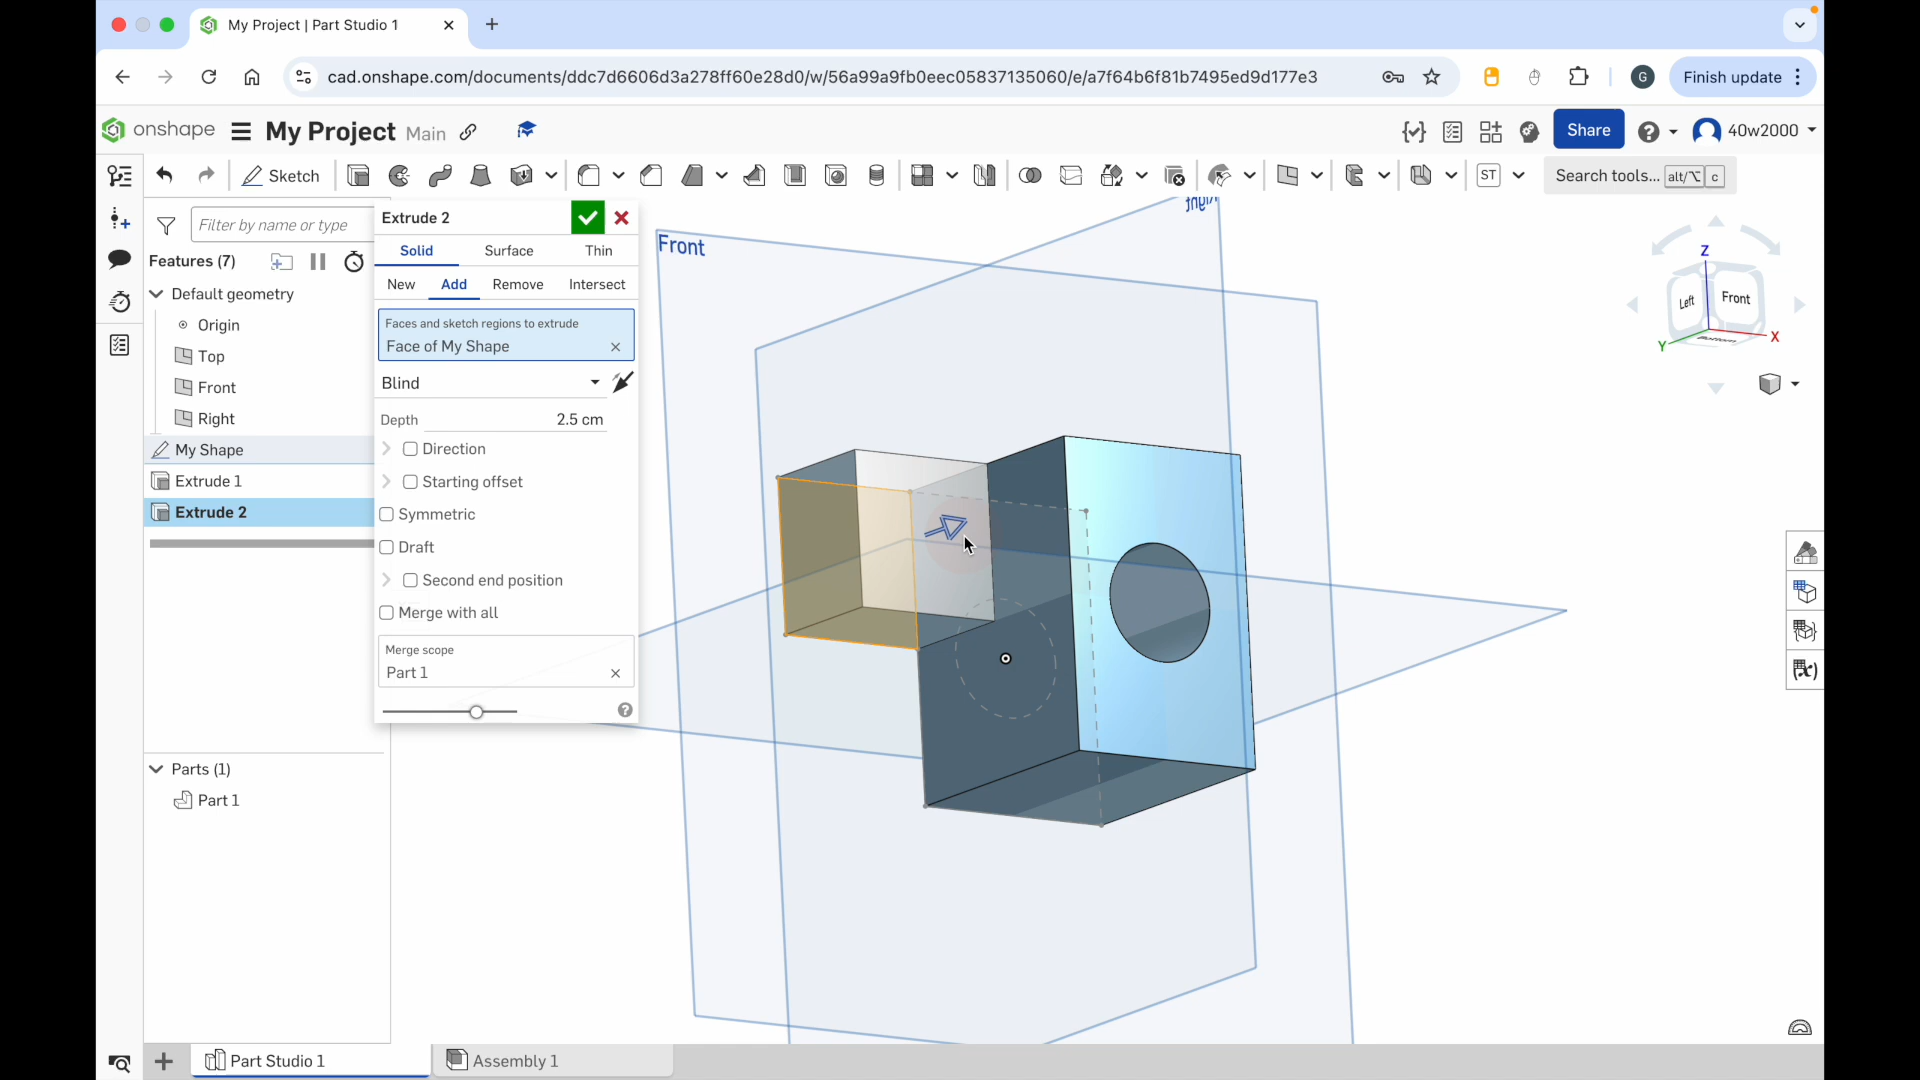 My Project | Part Studio 1
cad.onshape.com/documents/ddc7d6606d3a278ff60e28d0/w/56a99a9fb0eec05837135060/e/a7f64b6f81b7495ed9d177e3
G
Finish update
onshape
My Project Main
Share
40w2000
Sketch
ST
Search tools... alt/⌥ c
Filter by name or type
Features (7)
Default geometry
Origin
Top
Front
Right
My Shape
Extrude 1
Extrude 2
Parts (1)
Part 1
Extrude 2
Solid Surface Thin
New Add Remove Intersect
Faces and sketch regions to extrude
Face of My Shape
Blind
Depth 2.5 cm
Direction
Starting offset
Symmetric
Draft
Second end position
Merge with all
Merge scope
Part 1
Front
Right
Z
Left
Front
X
Y
Bottom
Part Studio 1
Assembly 1